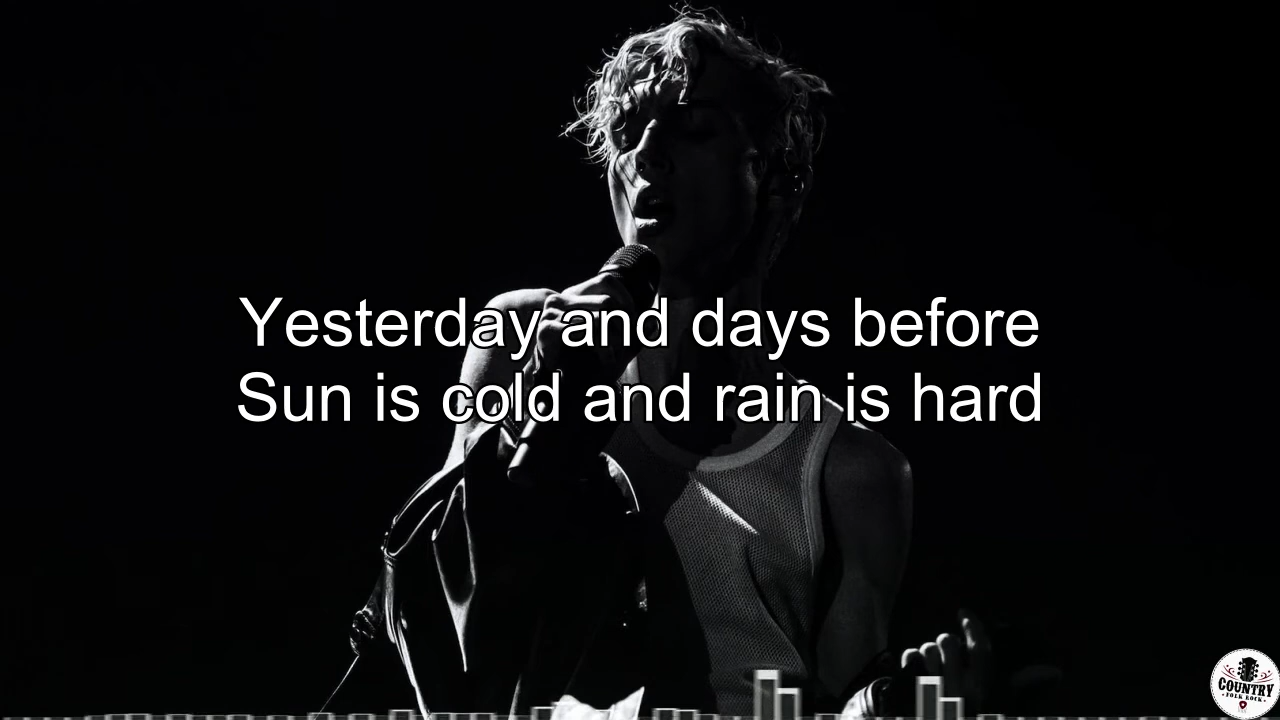 Yesterday and days before
Sun is cold and rain is hard
COUNTRY
FOLK ROCK